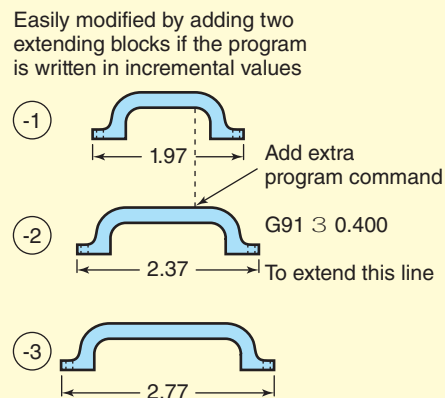 Easily modified by adding two
extending blocks if the program
is written in incremental values
-1
1.97
Add extra
program command
-2
G91 3 0.400
2.37
To extend this line
-3
2.77